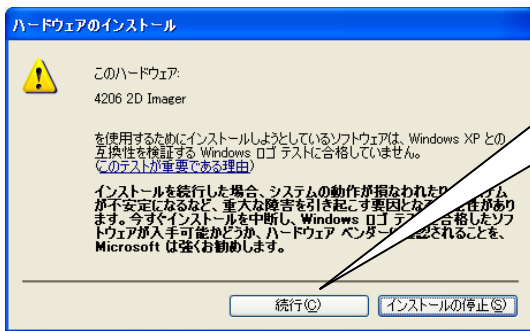 ハードウェアのインストール
このハードウェア:
4206 2D Imager
を使用するためにインストールしようとしているソフトウェアは、Windows XP との
互換性を検証する Windows ロゴ テストに合格していません。
(このテストが重要である理由)
インストールを続行した場合、システムの動作が損なわれたり、
が不安定になるなど、重大な障害を引き起こす要因となる
ます。今すぐインストールを中断し、Windows ロゴ テ 合格したソフ
トウェアが入手可能かどうか、ハードウェア ベンダー 確認されることを、
Microsoft は強くお勧めします。
続行(C)
インストールの停止(S)